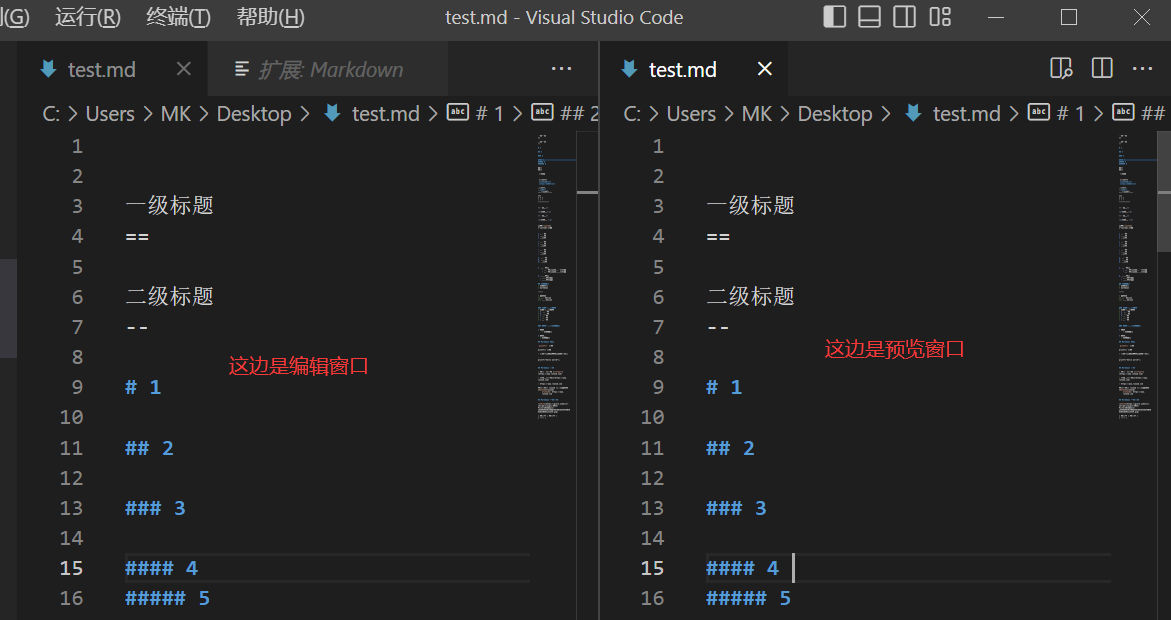 (G) 运行(R) 终端(T) 帮助(H) test.md - Visual Studio Code
test.md 扩展: Markdown ···
C: > Users > MK > Desktop > test.md > # 1 > ## 2
1
2
3 一级标题
4 ==
5
6 二级标题
7 --
8
这边是编辑窗口
9 # 1
10
11 ## 2
12
13 ### 3
14
15 #### 4
16 ##### 5
test.md ···
C: > Users > MK > Desktop > test.md > # 1 > ##
1
2
3 一级标题
4 ==
5
6 二级标题
7 --
这边是预览窗口
8
9 # 1
10
11 ## 2
12
13 ### 3
14
15 #### 4
16 ##### 5